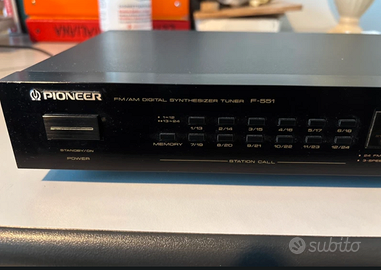 PIONEER
FM/AM DIGITAL SYNTHESIZER TUNER F-551
1/13 2/14 3/15 4/16 5/17 6/18
STANDBY/ON
POWER
MEMORY 7/19 8/20 9/21 10/22 11/23 12/24
STATION CALL
subito